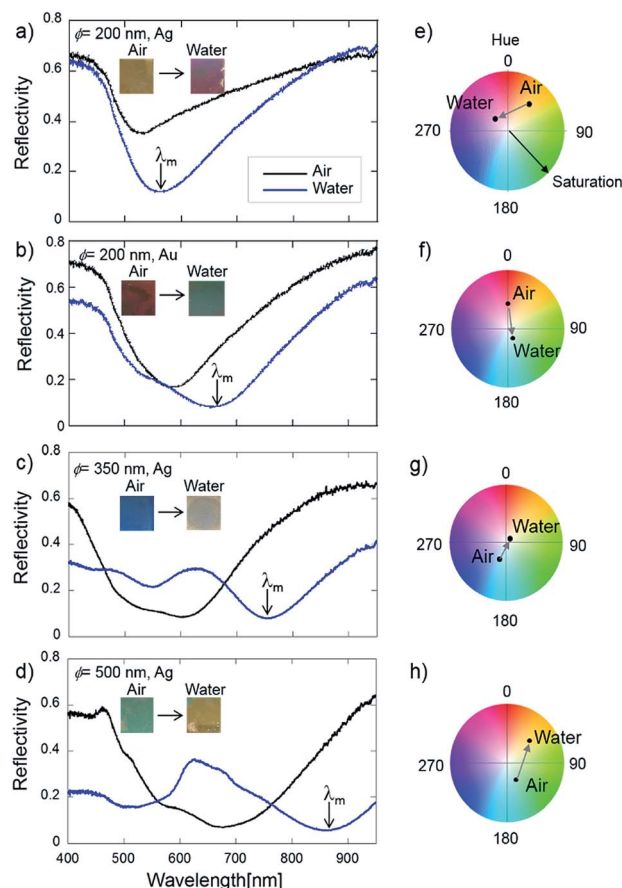 a)
ϕ= 200 nm, Ag
Air
Water
λm
Air
Water
Reflectivity
0.8
0.6
0.4
0.2
0
e)
Hue
0
Air
Water
270
90
Saturation
180
b)
ϕ= 200 nm, Au
Air
Water
λm
Reflectivity
0.8
0.6
0.4
0.2
0
f)
0
Air
270
90
Water
180
c)
ϕ= 350 nm, Ag
Air
Water
λm
Reflectivity
0.8
0.6
0.4
0.2
0
g)
0
Water
270
90
Air
180
d)
ϕ= 500 nm, Ag
Air
Water
λm
Reflectivity
0.8
0.6
0.4
0.2
0
400 500 600 700 800 900
Wavelength[nm]
h)
0
Water
270
90
Air
180